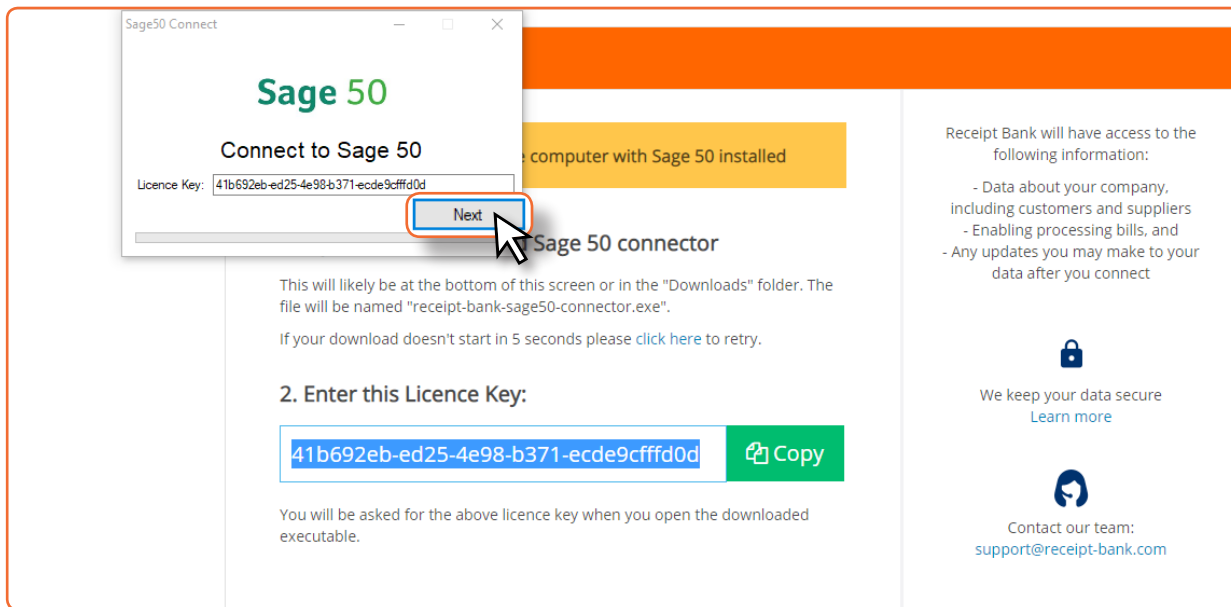 Sage50 Connect
Sage 50
Connect to Sage 50
Licence Key: 41b692eb-ed25-4e98-b371-ecde9cfffd0d
Next
computer with Sage 50 installed
Sage 50 connector
This will likely be at the bottom of this screen or in the "Downloads" folder. The
file will be named "receipt-bank-sage50-connector.exe".
If your download doesn't start in 5 seconds please click here to retry.
2. Enter this Licence Key:
41b692eb-ed25-4e98-b371-ecde9cfffd0d
Copy
You will be asked for the above licence key when you open the downloaded
executable.
Receipt Bank will have access to the
following information:
- Data about your company,
including customers and suppliers
- Enabling processing bills, and
- Any updates you may make to your
data after you connect
We keep your data secure
Learn more
Contact our team:
support@receipt-bank.com